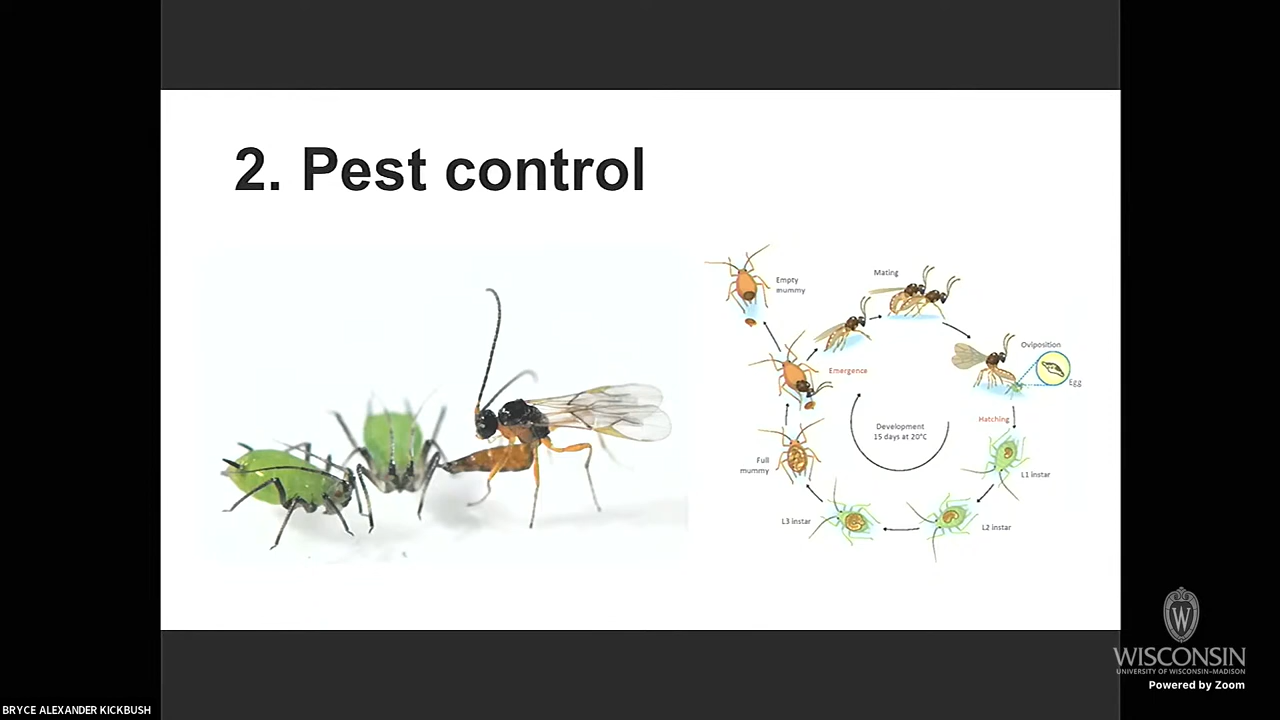 2. Pest control
Empty
mummy
Mating
Oviposition
Egg
Emergence
Hatching
Development
15 days at 20°C
Full
mummy
L1 instar
L3 instar
L2 instar
W
WISCONSIN
UNIVERSITY OF WISCONSIN–MADISON
Powered by Zoom
BRYCE ALEXANDER KICKBUSH